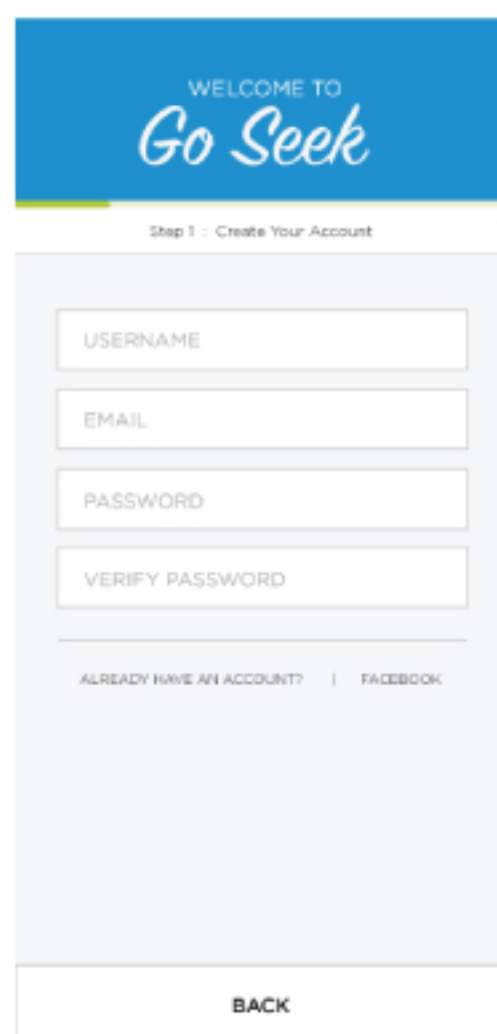 WELCOME TO
Go Seek
Step 1 : Create Your Account
USERNAME
EMAIL
PASSWORD
VERIFY PASSWORD
ALREADY HAVE AN ACCOUNT? | FACEBOOK
BACK